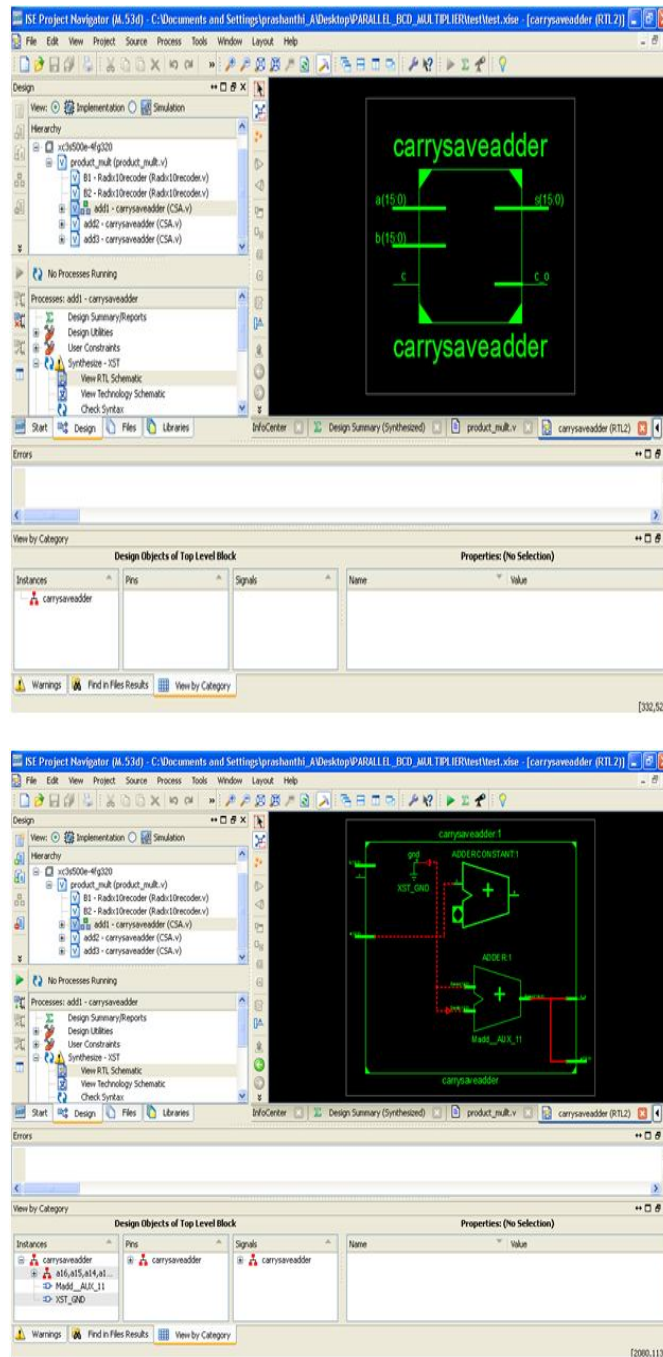 ISE Project Navigator (M.53d) - C:\Documents and Settings\prashanthi_A\Desktop\PARALLEL_BCD_MULTIPLIER\test\test.xise - [carrysaveadder (RTL2)]
File Edit View Project Source Process Tools Window Layout Help
Design
View: Implementation Simulation
Hierarchy
xc3s500e-4fg320
product_mult (product_mult.v)
B1 - Radix10recoder (Radix10recoder.v)
B2 - Radix10recoder (Radix10recoder.v)
add1 - carrysaveadder (CSA.v)
add2 - carrysaveadder (CSA.v)
add3 - carrysaveadder (CSA.v)
No Processes Running
Processes: add1 - carrysaveadder
Design Summary/Reports
Design Utilities
User Constraints
Synthesize - XST
View RTL Schematic
View Technology Schematic
Check Syntax
carrysaveadder
a(15:0) s(15:0)
b(15:0)
c c_o
carrysaveadder
Start Design Files Libraries
InfoCenter Design Summary (Synthesized) product_mult.v carrysaveadder (RTL2)
Errors
View by Category
Design Objects of Top Level Block Properties: (No Selection)
Instances Pins Signals Name Value
carrysaveadder
Warnings Find in Files Results View by Category
[332,52
ISE Project Navigator (M.53d) - C:\Documents and Settings\prashanthi_A\Desktop\PARALLEL_BCD_MULTIPLIER\test\test.xise - [carrysaveadder (RTL2)]
File Edit View Project Source Process Tools Window Layout Help
Design
View: Implementation Simulation
Hierarchy
xc3s500e-4fg320
product_mult (product_mult.v)
B1 - Radix10recoder (Radix10recoder.v)
B2 - Radix10recoder (Radix10recoder.v)
add1 - carrysaveadder (CSA.v)
add2 - carrysaveadder (CSA.v)
add3 - carrysaveadder (CSA.v)
No Processes Running
Processes: add1 - carrysaveadder
Design Summary/Reports
Design Utilities
User Constraints
Synthesize - XST
View RTL Schematic
View Technology Schematic
Check Syntax
carrysaveadder:1
gnd ADDERCONSTANT:1
XST_GND
ADDER:1
Madd__AUX_11
carrysaveadder
Start Design Files Libraries
InfoCenter Design Summary (Synthesized) product_mult.v carrysaveadder (RTL2)
Errors
View by Category
Design Objects of Top Level Block Properties: (No Selection)
Instances Pins Signals Name Value
carrysaveadder carrysaveadder carrysaveadder
a16,a15,a14,a1...
Madd__AUX_11
XST_GND
Warnings Find in Files Results View by Category
[2080,113